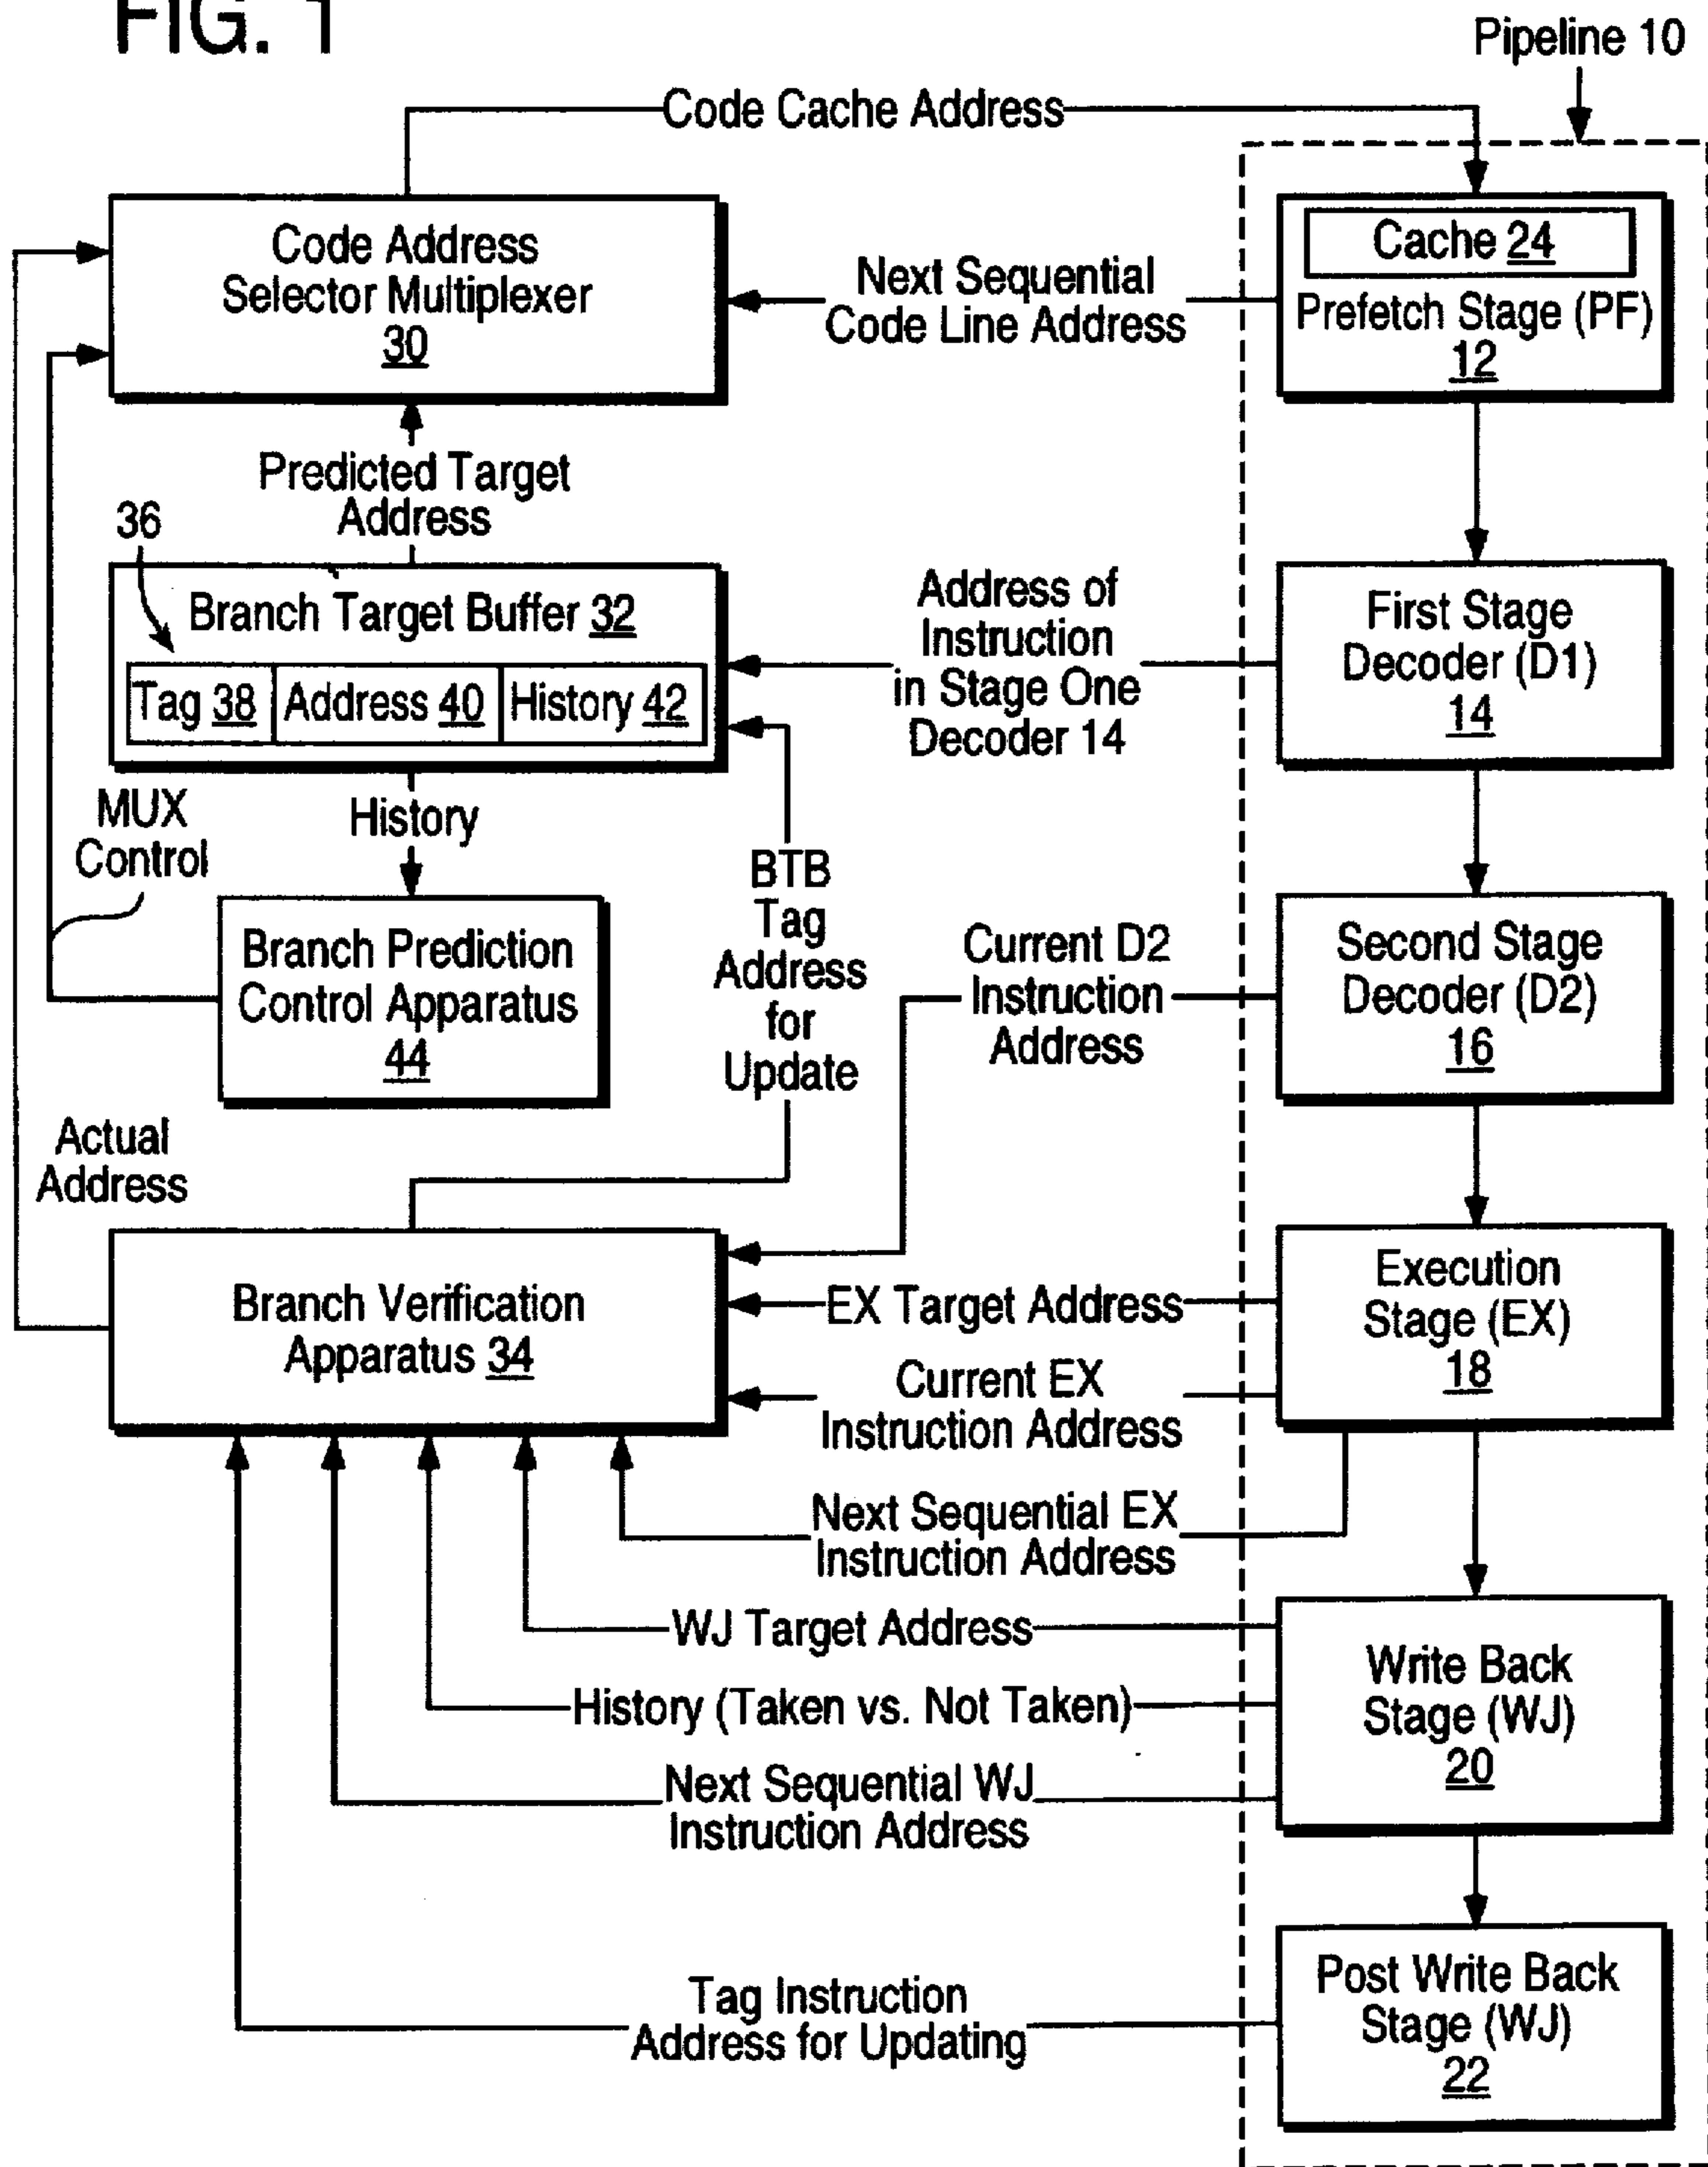 FIG. 1
Pipeline 10
Code Cache Address
Code Address
Selector Multiplexer
30
Next Sequential
Code Line Address
Cache 24
Prefetch Stage (PF)
12
Predicted Target
Address
36
Branch Target Buffer 32
Tag 38
Address 40
History 42
Address of
Instruction
in Stage One
Decoder 14
First Stage
Decoder (D1)
14
MUX
Control
History
BTB
Tag
Address
for
Update
Branch Prediction
Control Apparatus
44
Current D2
Instruction
Address
Second Stage
Decoder (D2)
16
Actual
Address
Branch Verification
Apparatus 34
EX Target Address
Current EX
Instruction Address
Execution
Stage (EX)
18
Next Sequential EX
Instruction Address
WJ Target Address
History (Taken vs. Not Taken)
Next Sequential WJ
Instruction Address
Write Back
Stage (WJ)
20
Tag Instruction
Address for Updating
Post Write Back
Stage (WJ)
22